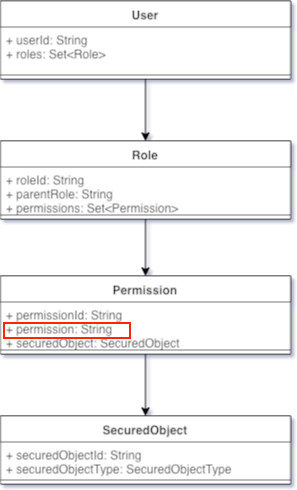 User
+ userId: String
+ roles: Set<Role>
Role
+ roleId: String
+ parentRole: String
+ permissions: Set<Permission>
Permission
+ permissionId: String
+ permission: String
+ securedObject: SecuredObject
SecuredObject
+ securedObjectId: String
+ securedObjectType: SecuredObjectType